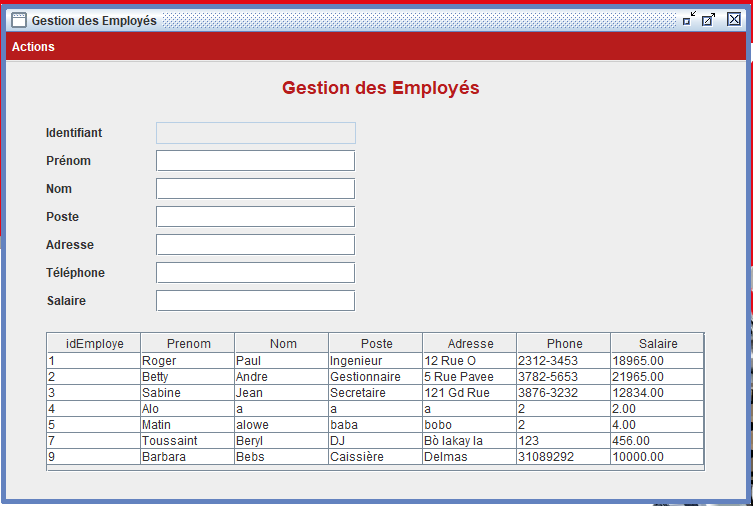 Gestion des Employés
Actions
Gestion des Employés
Identifiant
Prénom
Nom
Poste
Adresse
Téléphone
Salaire
idEmploye Prenom Nom Poste Adresse Phone Salaire
1 Roger Paul Ingenieur 12 Rue O 2312-3453 18965.00
2 Betty Andre Gestionnaire 5 Rue Pavee 3782-5653 21965.00
3 Sabine Jean Secretaire 121 Gd Rue 3876-3232 12834.00
4 Alo a a a 2 2.00
5 Matin alowe baba bobo 2 4.00
7 Toussaint Beryl DJ Bò lakay la 123 456.00
9 Barbara Bebs Caissière Delmas 31089292 10000.00